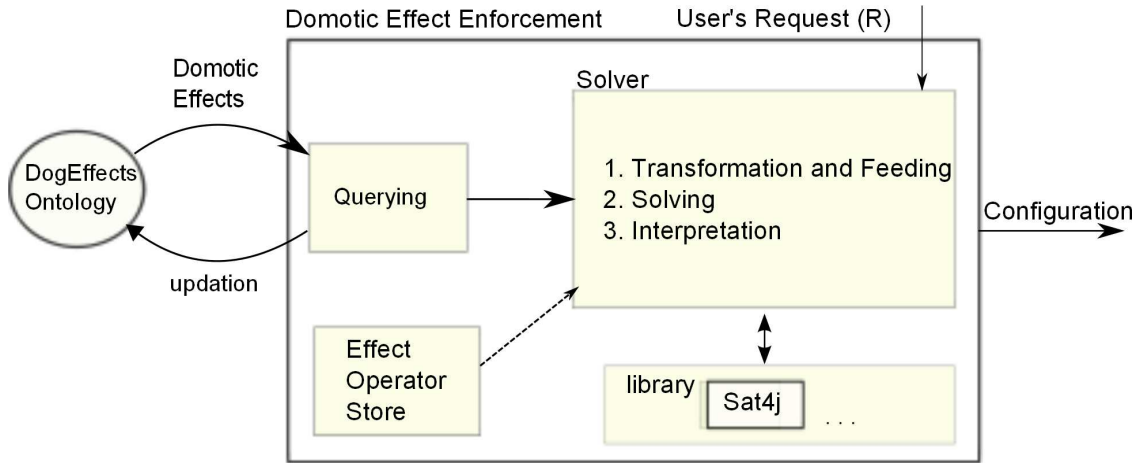 Domotic Effect Enforcement
User's Request (R)
Domotic
Effects
Solver
DogEffects
Ontology
Querying
1. Transformation and Feeding
2. Solving
3. Interpretation
Configuration
updation
Effect
Operator
Store
library
Sat4j
. . .